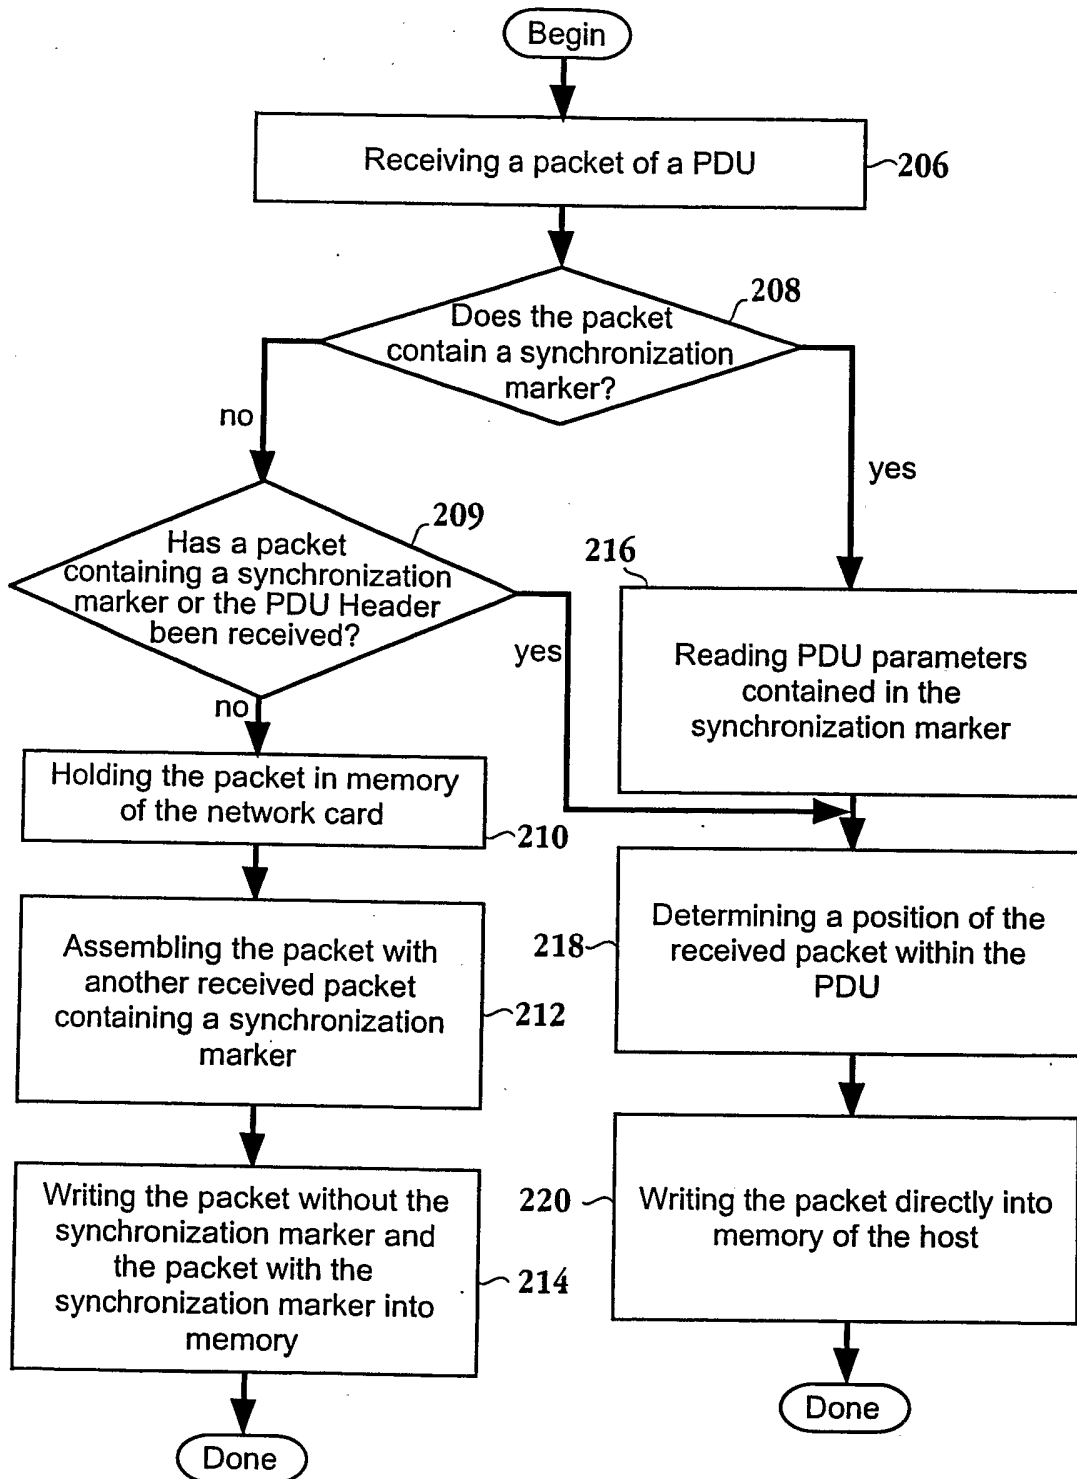 Begin
Receiving a packet of a PDU
206
208
Does the packet
contain a synchronization
marker?
no
yes
209
Has a packet
containing a synchronization
marker or the PDU Header
been received?
216
yes
Reading PDU parameters
contained in the
synchronization marker
no
Holding the packet in memory
of the network card
210
Determining a position of the
received packet within the
PDU
218
Assembling the packet with
another received packet
containing a synchronization
marker
212
Writing the packet without the
synchronization marker and
the packet with the
synchronization marker into
memory
214
220
Writing the packet directly into
memory of the host
Done
Done